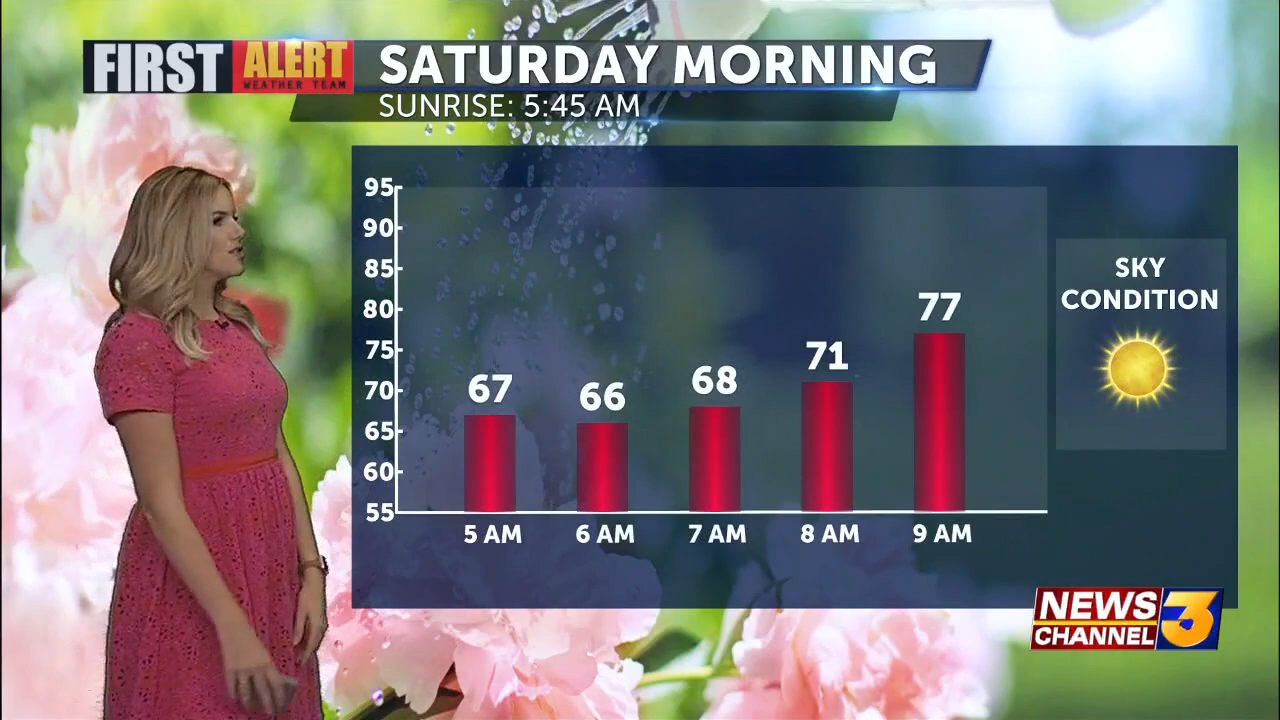 FIRST ALERT
WEATHER TEAM
SATURDAY MORNING
SUNRISE: 5:45 AM
95
90
85
80
75
70
65
60
55
67
66
68
71
77
5 AM
6 AM
7 AM
8 AM
9 AM
SKY
CONDITION
NEWS
CHANNEL 3